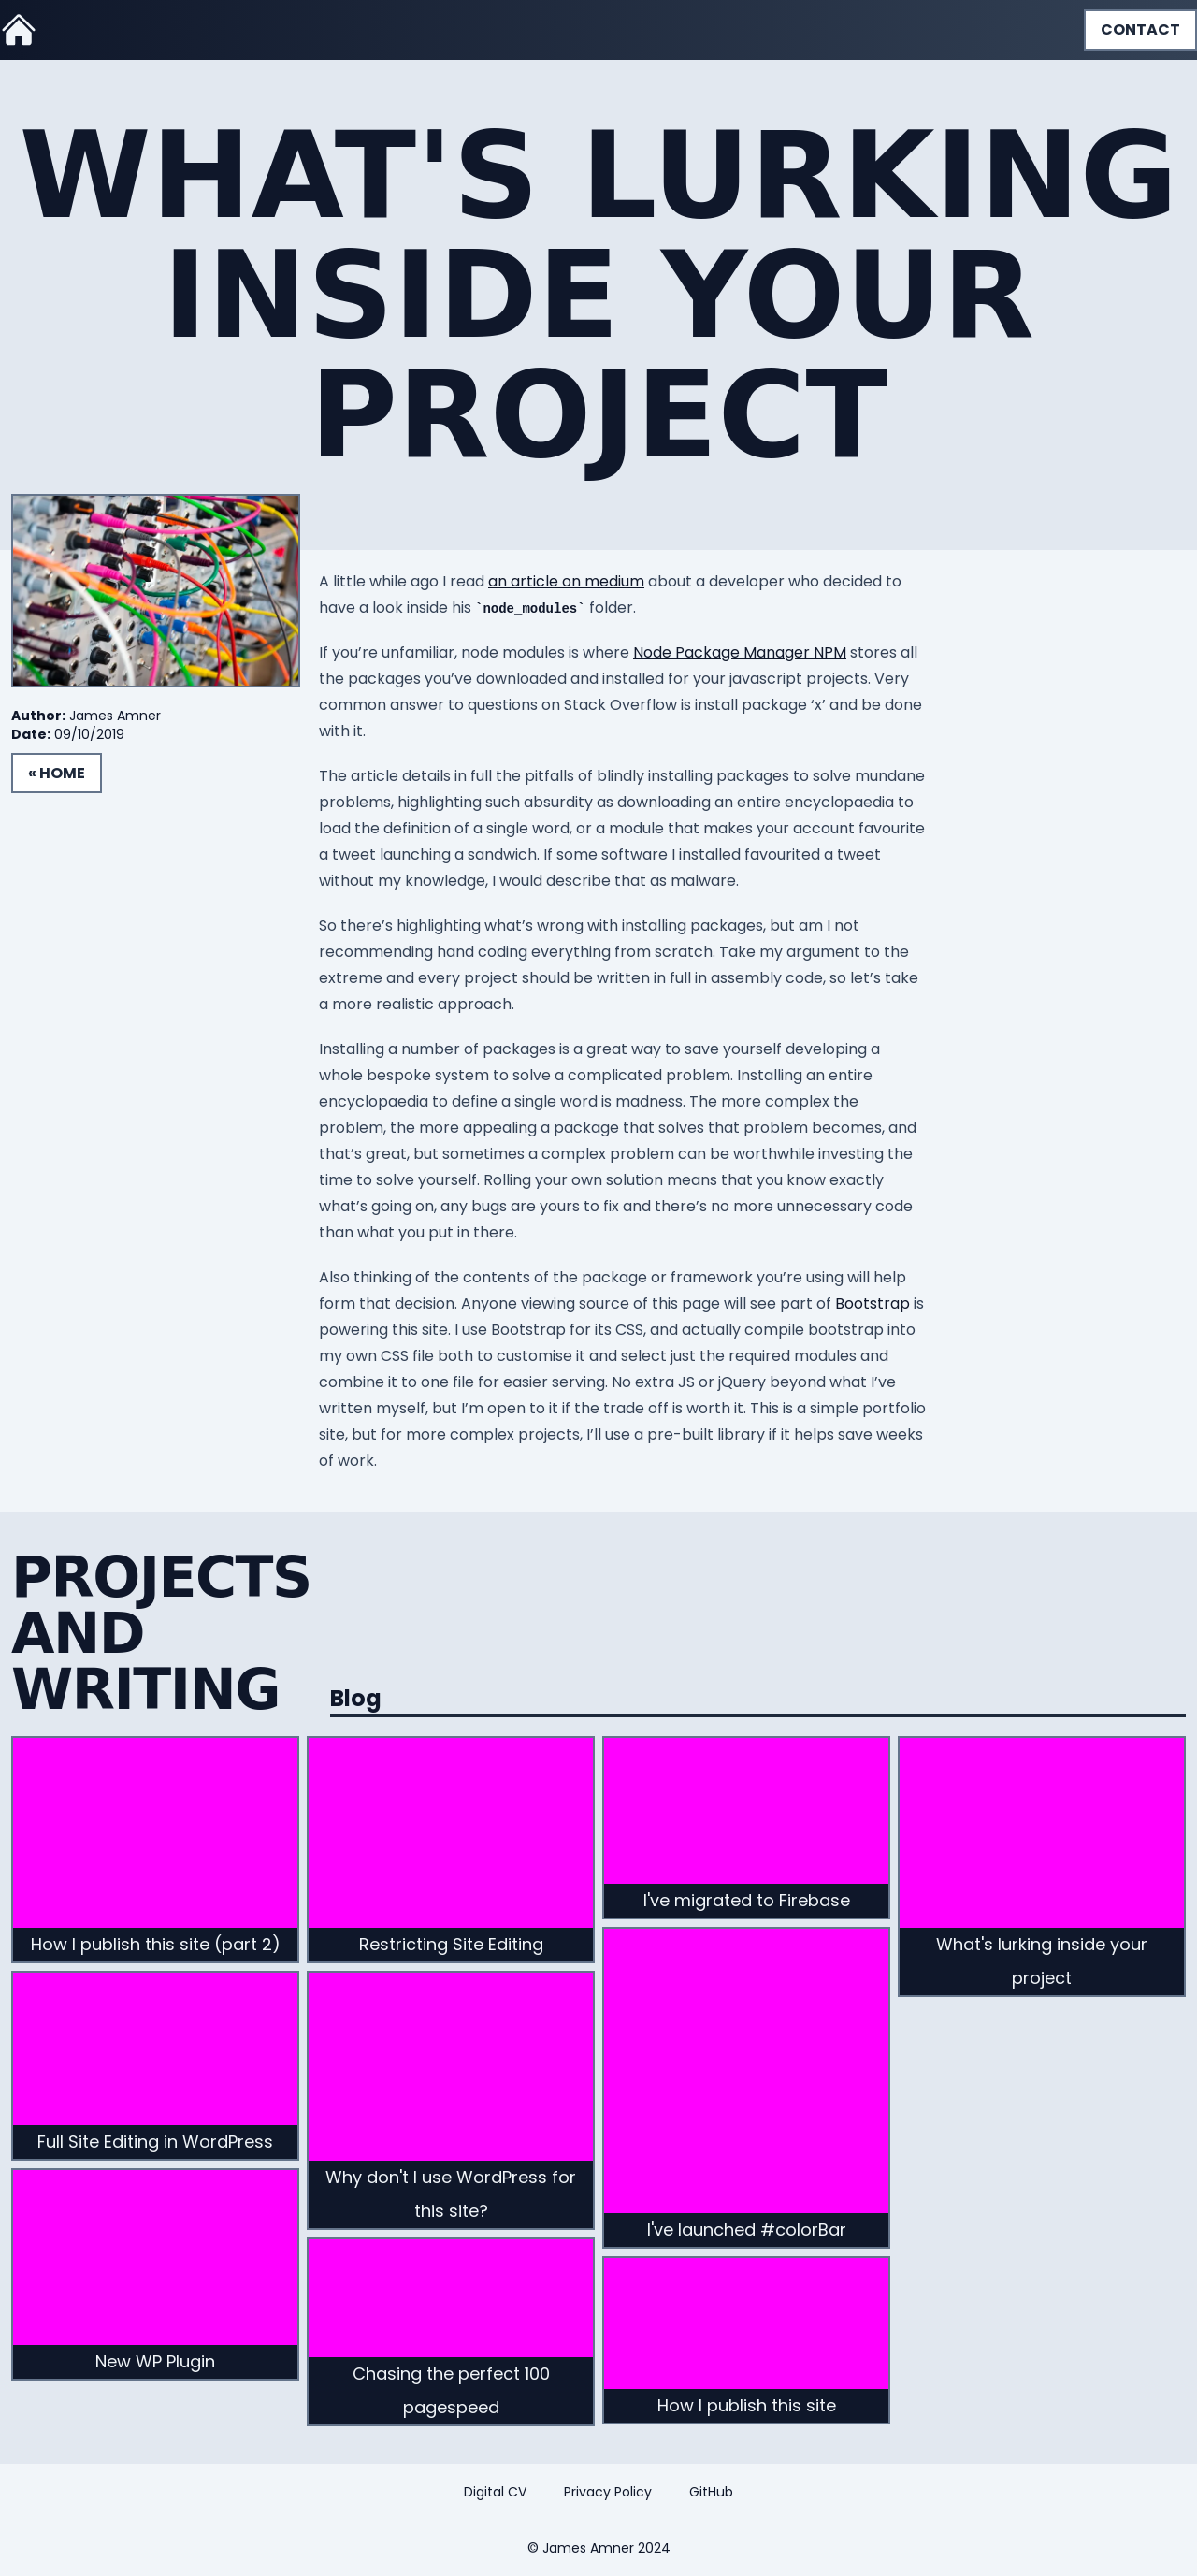 CONTACT
WHAT'S LURKING
INSIDE YOUR
PROJECT
Author: James Amner
Date: 09/10/2019
« HOME
A little while ago I read an article on medium about a developer who decided to
have a look inside his `node_modules` folder.
If you’re unfamiliar, node modules is where Node Package Manager NPM stores all
the packages you’ve downloaded and installed for your javascript projects. Very
common answer to questions on Stack Overflow is install package ‘x’ and be done
with it.
The article details in full the pitfalls of blindly installing packages to solve mundane
problems, highlighting such absurdity as downloading an entire encyclopaedia to
load the definition of a single word, or a module that makes your account favourite
a tweet launching a sandwich. If some software I installed favourited a tweet
without my knowledge, I would describe that as malware.
So there’s highlighting what’s wrong with installing packages, but am I not
recommending hand coding everything from scratch. Take my argument to the
extreme and every project should be written in full in assembly code, so let’s take
a more realistic approach.
Installing a number of packages is a great way to save yourself developing a
whole bespoke system to solve a complicated problem. Installing an entire
encyclopaedia to define a single word is madness. The more complex the
problem, the more appealing a package that solves that problem becomes, and
that’s great, but sometimes a complex problem can be worthwhile investing the
time to solve yourself. Rolling your own solution means that you know exactly
what’s going on, any bugs are yours to fix and there’s no more unnecessary code
than what you put in there.
Also thinking of the contents of the package or framework you’re using will help
form that decision. Anyone viewing source of this page will see part of Bootstrap is
powering this site. I use Bootstrap for its CSS, and actually compile bootstrap into
my own CSS file both to customise it and select just the required modules and
combine it to one file for easier serving. No extra JS or jQuery beyond what I’ve
written myself, but I’m open to it if the trade off is worth it. This is a simple portfolio
site, but for more complex projects, I’ll use a pre-built library if it helps save weeks
of work.
PROJECTS
AND
WRITING
Blog
How I publish this site (part 2)
Full Site Editing in WordPress
New WP Plugin
Restricting Site Editing
Why don't I use WordPress for
this site?
Chasing the perfect 100
pagespeed
I've migrated to Firebase
I've launched #colorBar
How I publish this site
What's lurking inside your
project
Digital CV
Privacy Policy
GitHub
© James Amner 2024